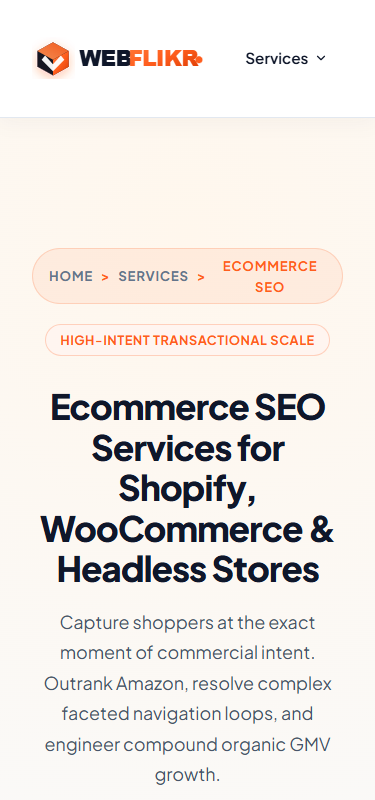 WEBFLIKR
Services
HOME > SERVICES > ECOMMERCE
SEO
HIGH-INTENT TRANSACTIONAL SCALE
Ecommerce SEO
Services for
Shopify,
WooCommerce &
Headless Stores
Capture shoppers at the exact
moment of commercial intent.
Outrank Amazon, resolve complex
faceted navigation loops, and
engineer compound organic GMV
growth.